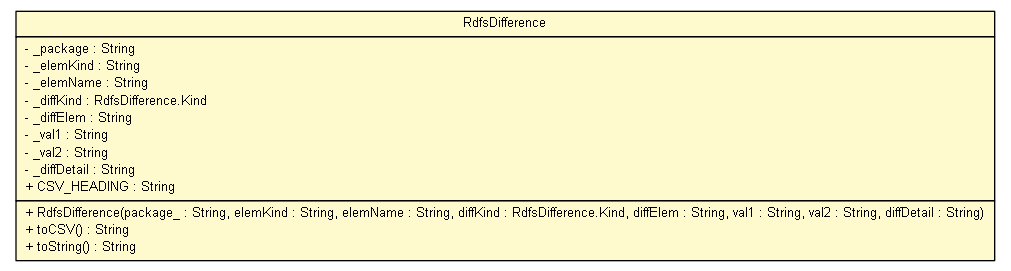 RdfsDifference
- _package : String
- _elemKind : String
- _elemName : String
- _diffKind : RdfsDifference.Kind
- _diffElem : String
- _val1 : String
- _val2 : String
- _diffDetail : String
+ CSV_HEADING : String
+ RdfsDifference(package_ : String, elemKind : String, elemName : String, diffKind : RdfsDifference.Kind, diffElem : String, val1 : String, val2 : String, diffDetail : String)
+ toCSV() : String
+ toString() : String